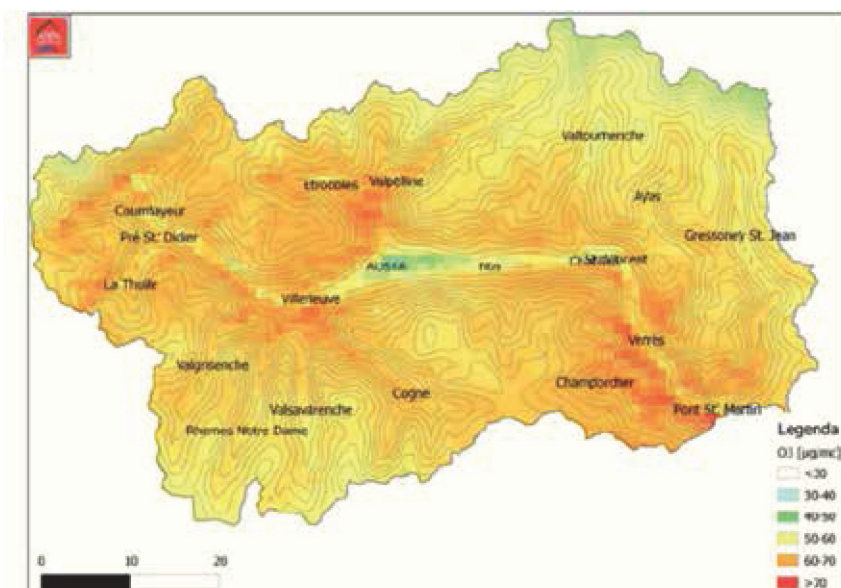 Valtournenche
Etroubles
Valpelline
Ayas
Courmayeur
Pré St. Didier
Gressoney St. Jean
AOSTA
La Thuile
Villeneuve
Verrès
Valgrisenche
Champorcher
Cogne
Valsavarenche
Pont St. Martin
Rhemes Notre Dame
Legenda
O3 [µg/mc]
30-40
40-50
50-60
60-70
>70
0 10 20